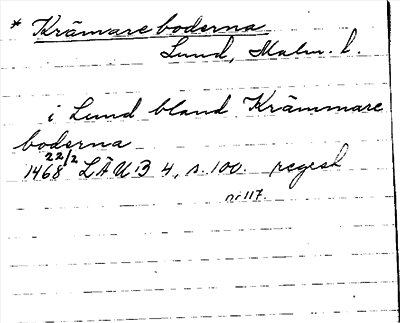 * Krämare boderna
Lund, Malm. l.
i Lund bland Krämmare
boderna
22/2
1468 LÄUB 4, s. 100. regest
nr 117.